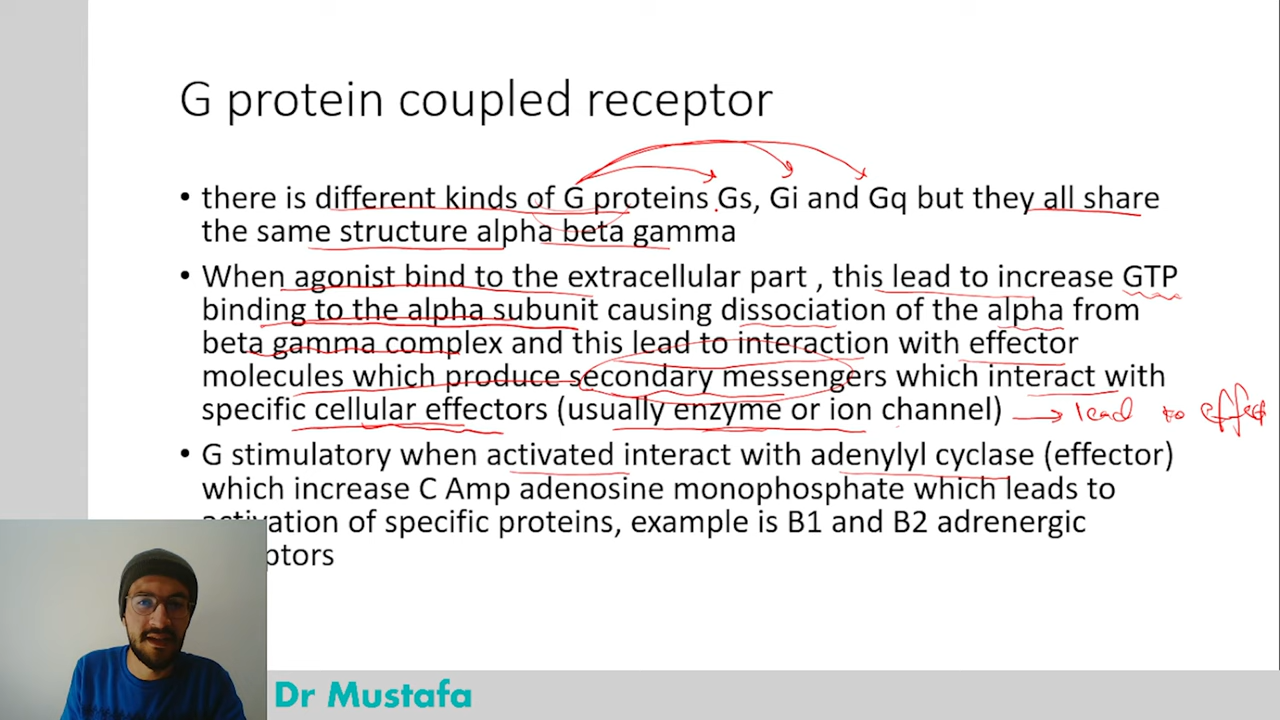 G protein coupled receptor
• there is different kinds of G proteins Gs, Gi and Gq but they all share
the same structure alpha beta gamma
• When agonist bind to the extracellular part , this lead to increase GTP
binding to the alpha subunit causing dissociation of the alpha from
beta gamma complex and this lead to interaction with effector
molecules which produce secondary messengers which interact with
specific cellular effectors (usually enzyme or ion channel) → lead to effect
• G stimulatory when activated interact with adenylyl cyclase (effector)
which increase C Amp adenosine monophosphate which leads to
activation of specific proteins, example is B1 and B2 adrenergic
ptors
Dr Mustafa